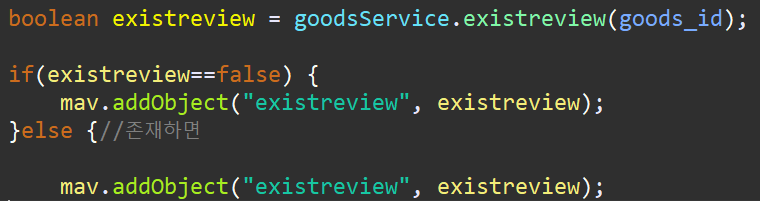 boolean existreview = goodsService.existreview(goods_id);
if(existreview==false) {
mav.addObject("existreview", existreview);
}else {//존재하면
mav.addObject("existreview", existreview);